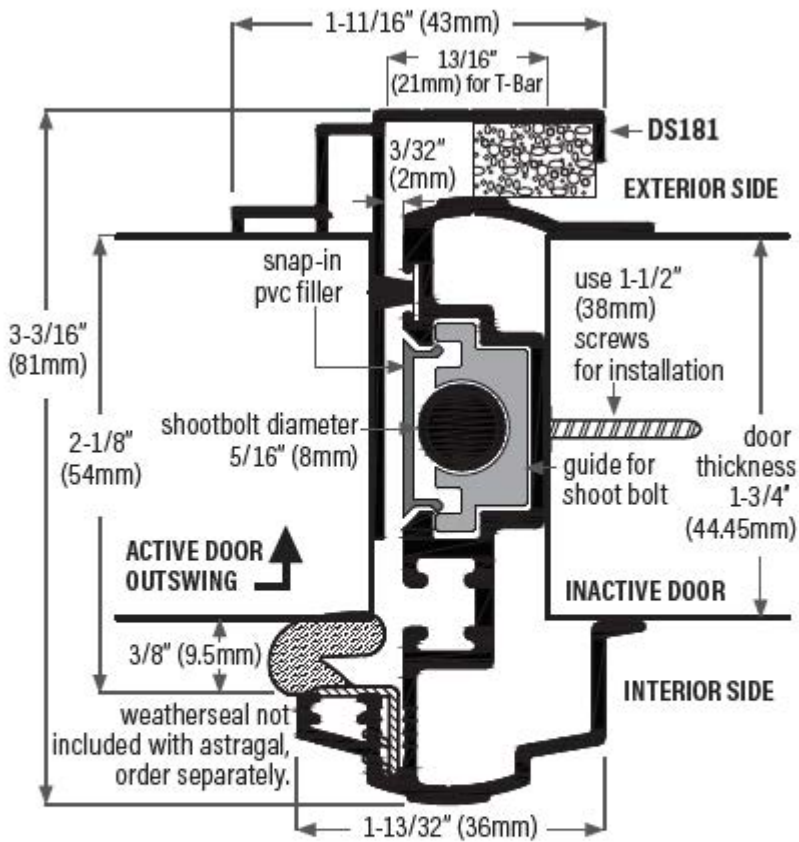 1-11/16" (43mm)
13/16"
(21mm) for T-Bar
DS181
3/32"
(2mm)
EXTERIOR SIDE
snap-in
pvc filler
use 1-1/2"
(38mm)
screws
for installation
3-3/16"
(81mm)
2-1/8"
(54mm)
shootbolt diameter
5/16" (8mm)
guide for
shoot bolt
door
thickness
1-3/4"
(44.45mm)
ACTIVE DOOR
OUTSWING
INACTIVE DOOR
3/8" (9.5mm)
INTERIOR SIDE
weatherseal not
included with astragal,
order separately.
1-13/32" (36mm)